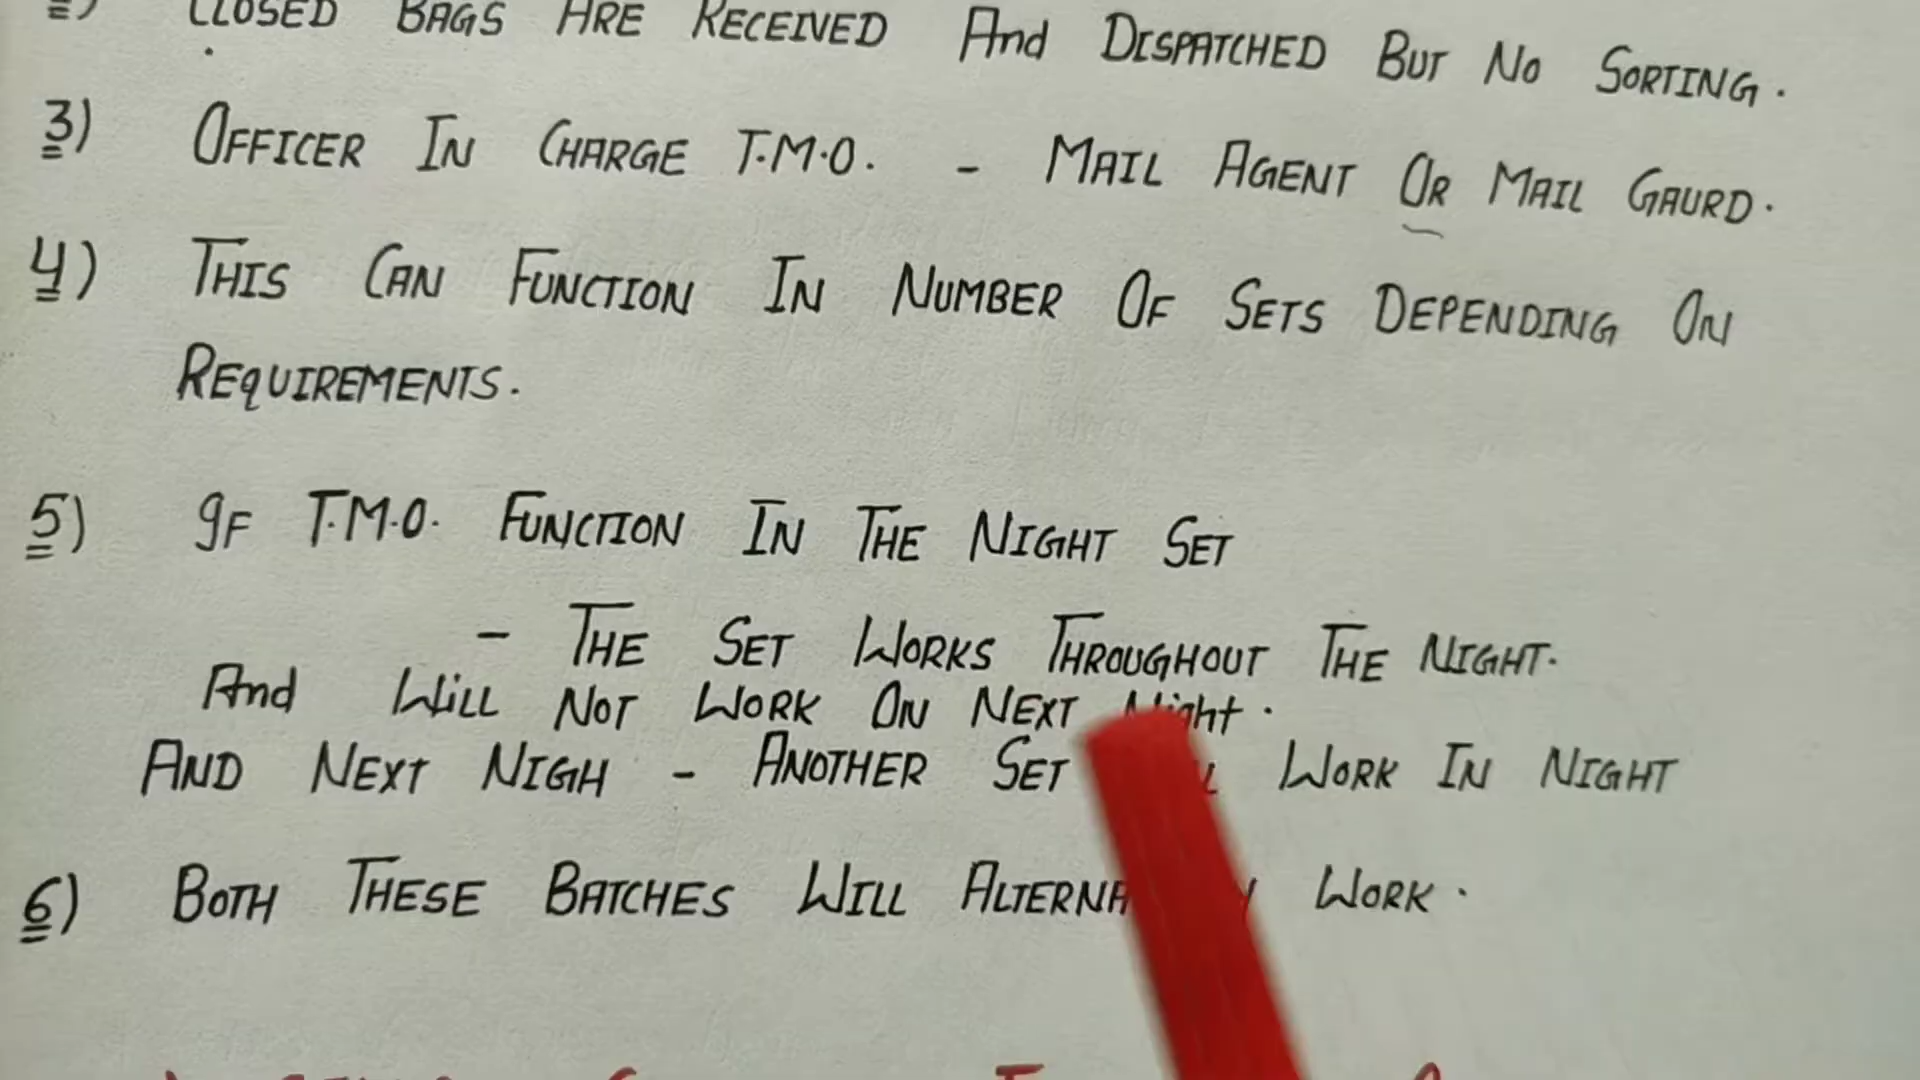 2) CLOSED BAGS ARE RECEIVED And DISPATCHED BUT NO SORTING.
3) OFFICER IN CHARGE T.M.O. - MAIL AGENT OR MAIL GAURD.
4) THIS CAN FUNCTION IN NUMBER OF SETS DEPENDING ON
REQUIREMENTS.
5) IF T.M.O. FUNCTION IN THE NIGHT SET
- THE SET WORKS THROUGHOUT THE NIGHT.
And Will NOT WORK ON NEXT Night.
AND NEXT NIGH - ANOTHER SET WORK IN NIGHT
6) BOTH THESE BATCHES WILL WORK.